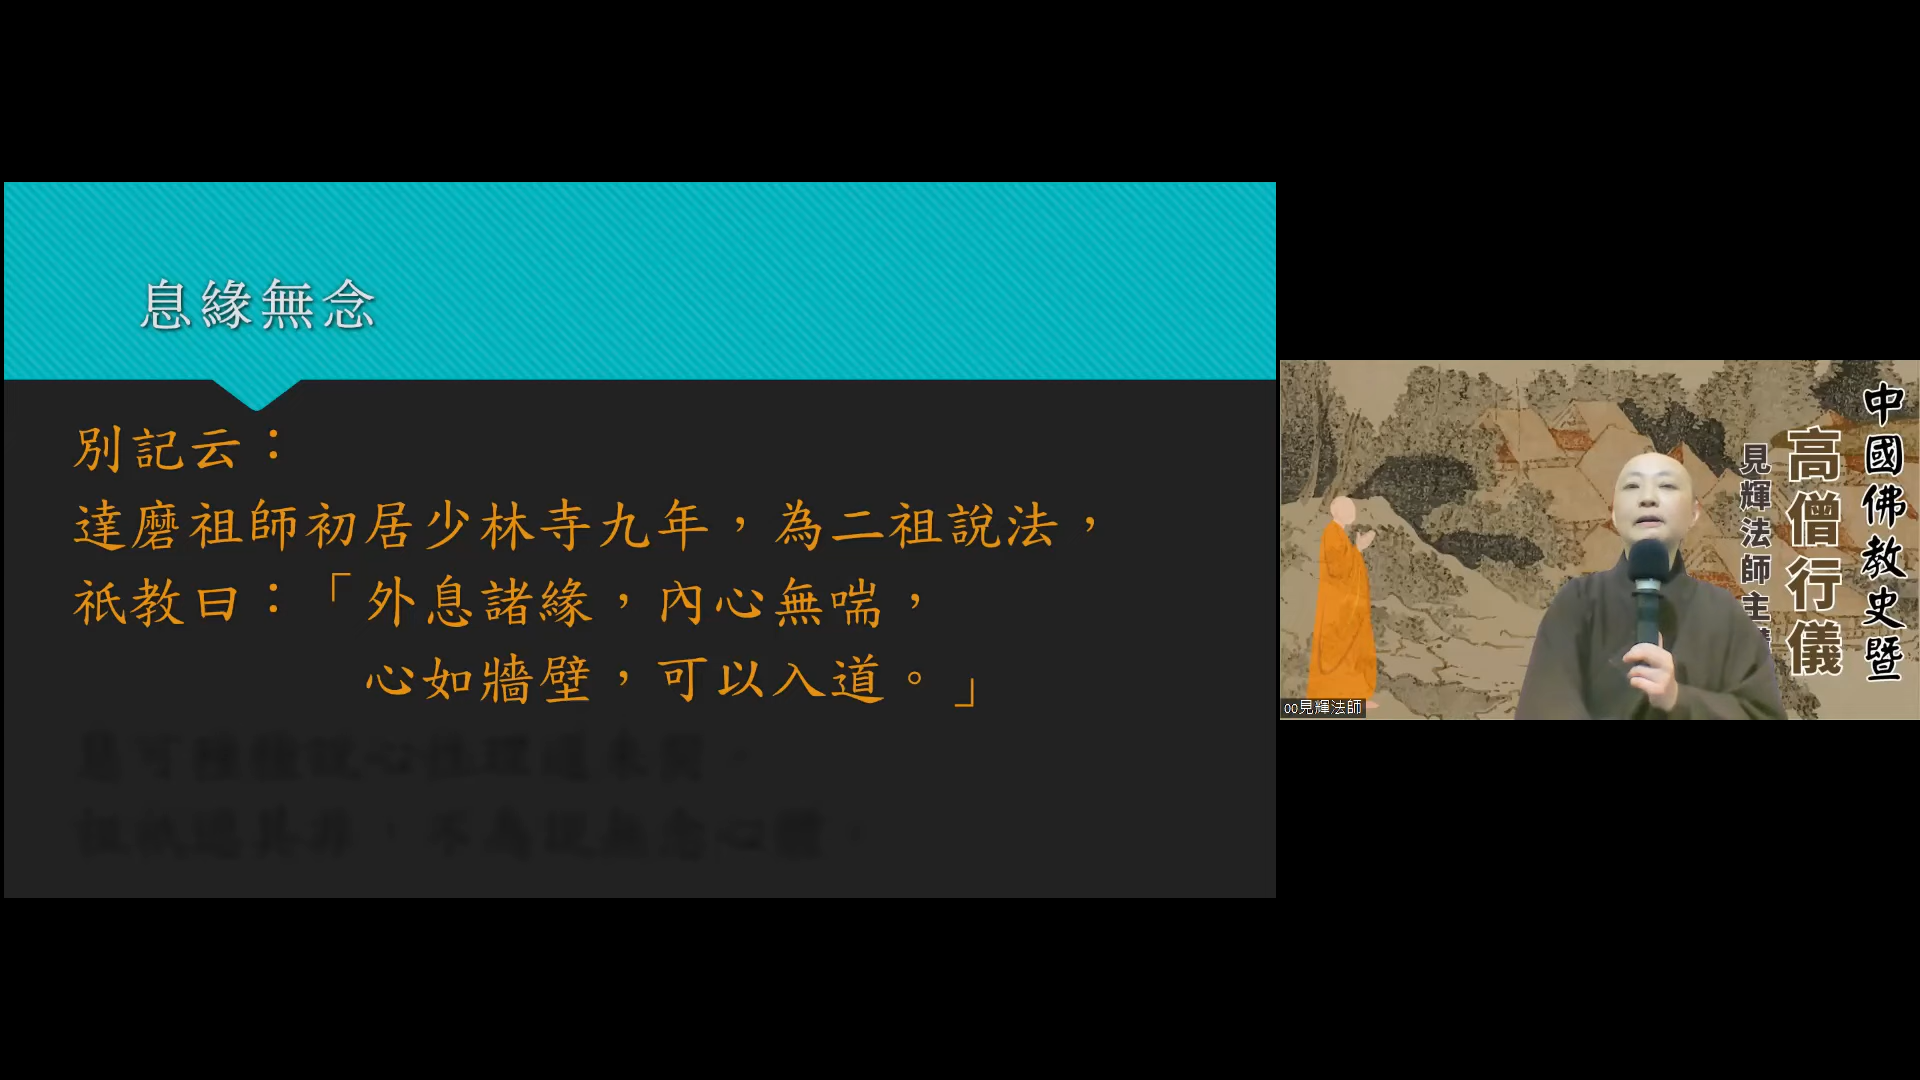 息緣無念
別記云：
達磨祖師初居少林寺九年，為二祖說法，
祇教曰：「外息諸緣，內心無喘，
心如牆壁，可以入道。」
中國佛教史暨
高僧行儀
見輝法師主
oo見輝法師